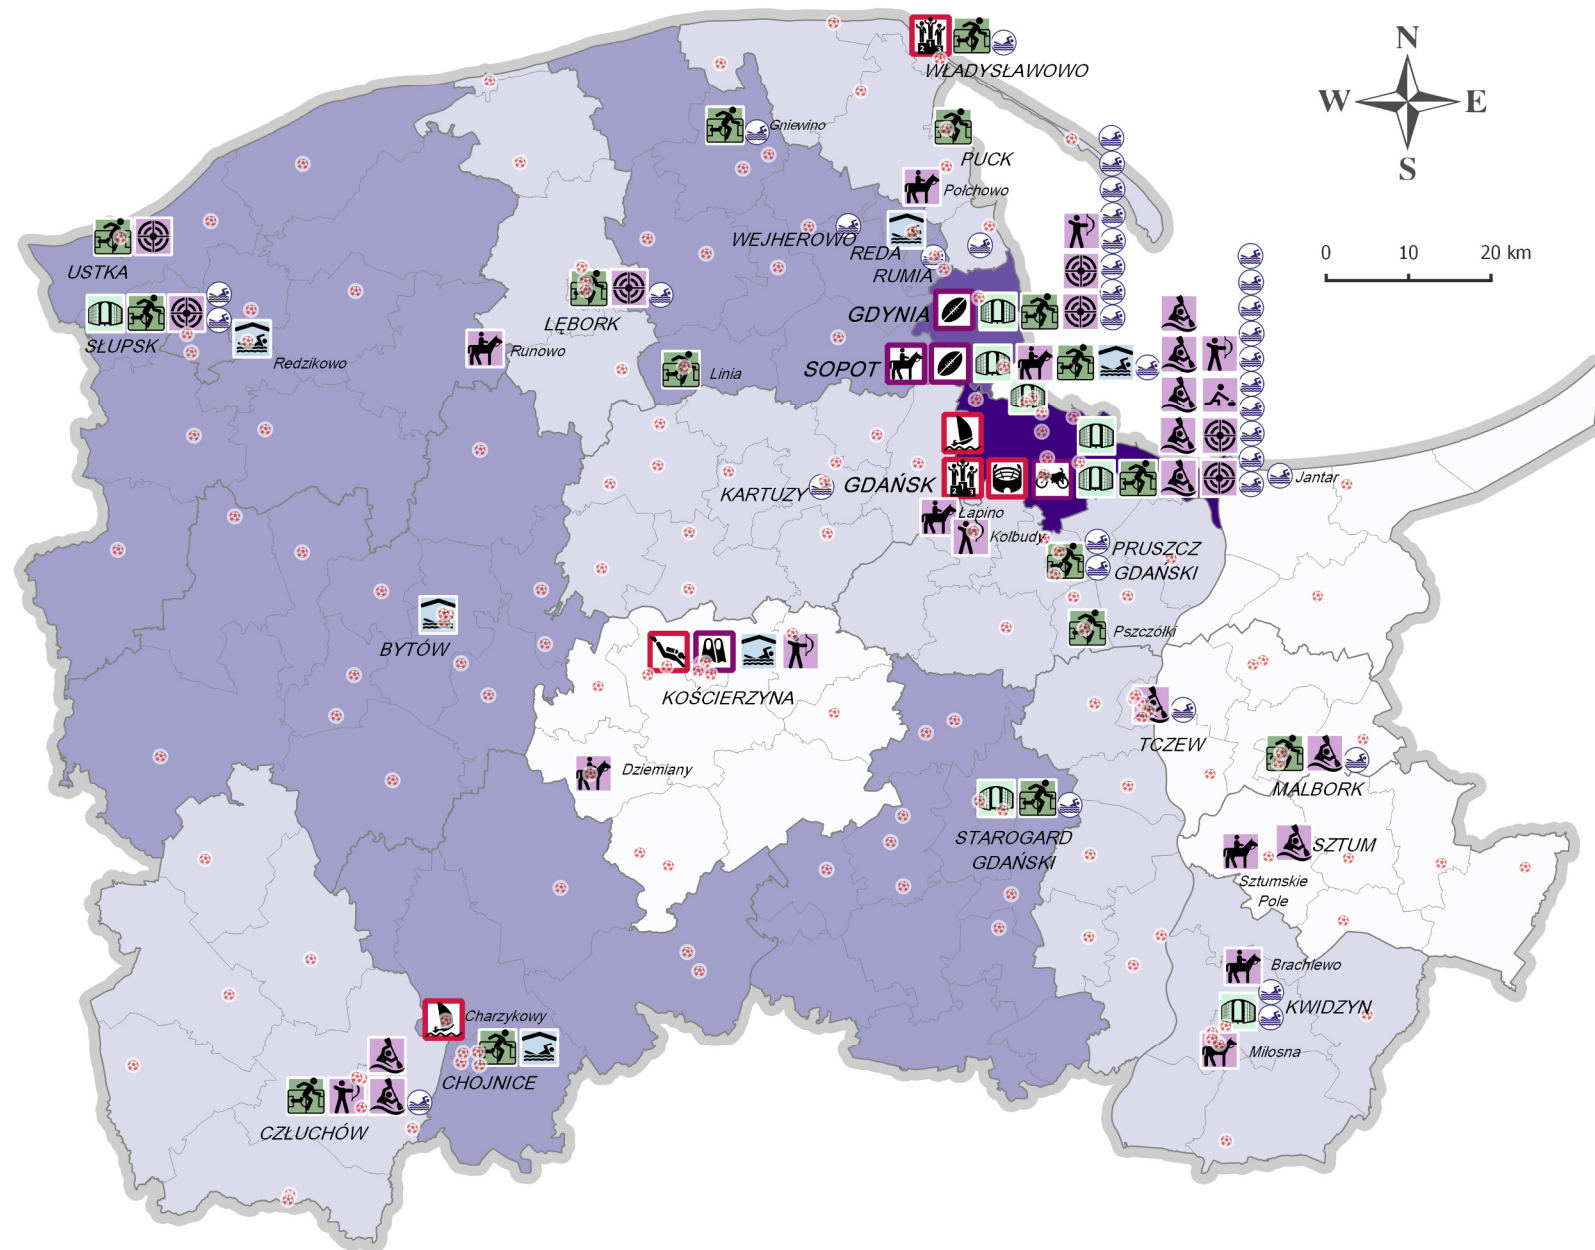 N
W E
S
0 10 20 km
WŁADYSŁAWOWO
Gniewino
PUCK
Połchowo
WEJHEROWO
REDA
RUMIA
USTKA
GDYNIA
SŁUPSK
Redzikowo
LĘBORK
Runowo
Linia
SOPOT
KARTUZY
GDAŃSK
Jantar
Łapino
Kolbudy
PRUSZCZ
GDAŃSKI
Pszczółki
BYTÓW
KOŚCIERZYNA
TCZEW
Dziemiany
MALBORK
STAROGARD
GDAŃSKI
SZTUM
Sztumskie
Pole
Brachlewo
KWIDZYN
Miłosna
Charzykowy
CHOJNICE
CZŁUCHÓW